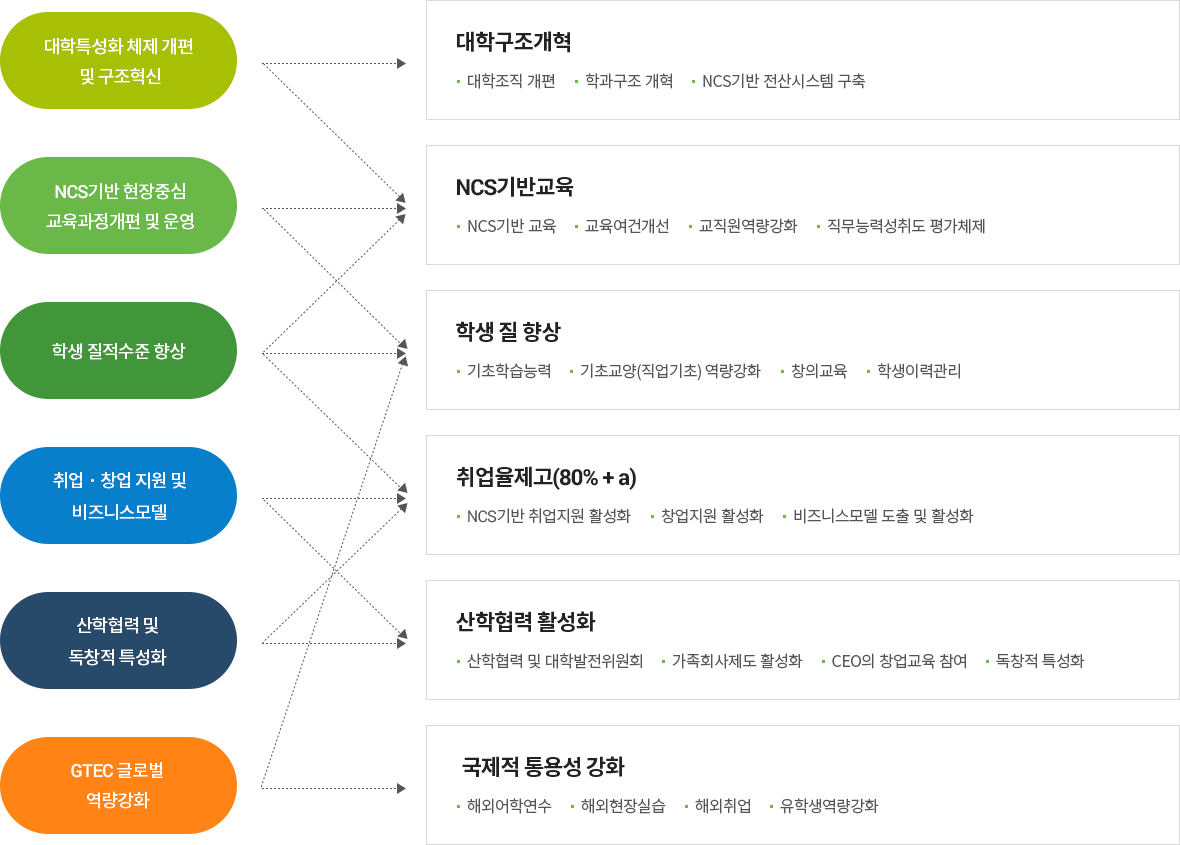 대학특성화 체제 개편
및 구조혁신
대학구조개혁
대학조직 개편 학과구조 개혁 NCS기반 전산시스템 구축
NCS기반 현장중심
교육과정개편 및 운영
NCS기반교육
NCS기반 교육 교육여건개선 교직원역량강화 직무능력성취도 평가체제
학생 질적수준 향상
학생 질 향상
기초학습능력 기초교양(직업기초) 역량강화 창의교육 학생이력관리
취업 · 창업 지원 및
비즈니스모델
취업율제고(80% + a)
NCS기반 취업지원 활성화 창업지원 활성화 비즈니스모델 도출 및 활성화
산학협력 및
독창적 특성화
산학협력 활성화
산학협력 및 대학발전위원회 가족회사제도 활성화 CEO의 창업교육 참여 독창적 특성화
GTEC 글로벌
역량강화
국제적 통용성 강화
해외어학연수 해외현장실습 해외취업 유학생역량강화